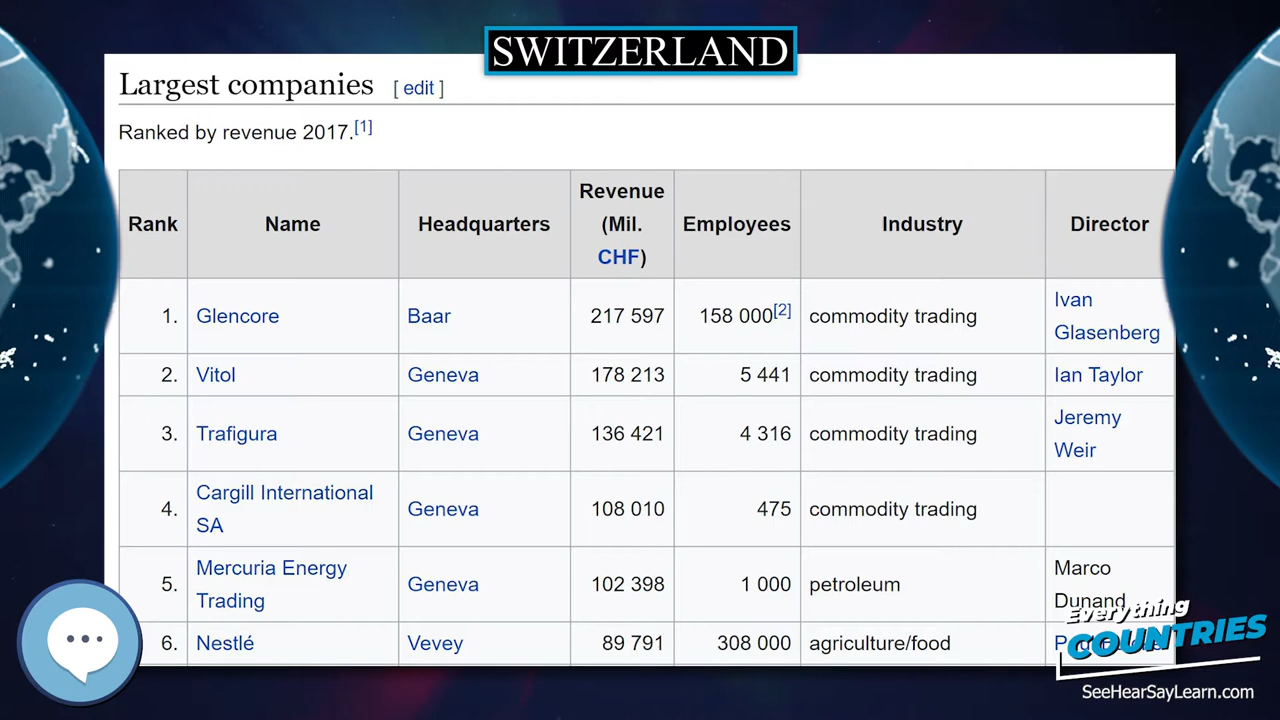 SWITZERLAND
Largest companies [ edit ]
Ranked by revenue 2017.[1]
Rank Name Headquarters Revenue (Mil. CHF) Employees Industry Director
1. Glencore Baar 217 597 158 000[2] commodity trading Ivan Glasenberg
2. Vitol Geneva 178 213 5 441 commodity trading Ian Taylor
3. Trafigura Geneva 136 421 4 316 commodity trading Jeremy Weir
4. Cargill International SA Geneva 108 010 475 commodity trading
5. Mercuria Energy Trading Geneva 102 398 1 000 petroleum Marco Dunand
6. Nestlé Vevey 89 791 308 000 agriculture/food
Everything
COUNTRIES
SeeHearSayLearn.com